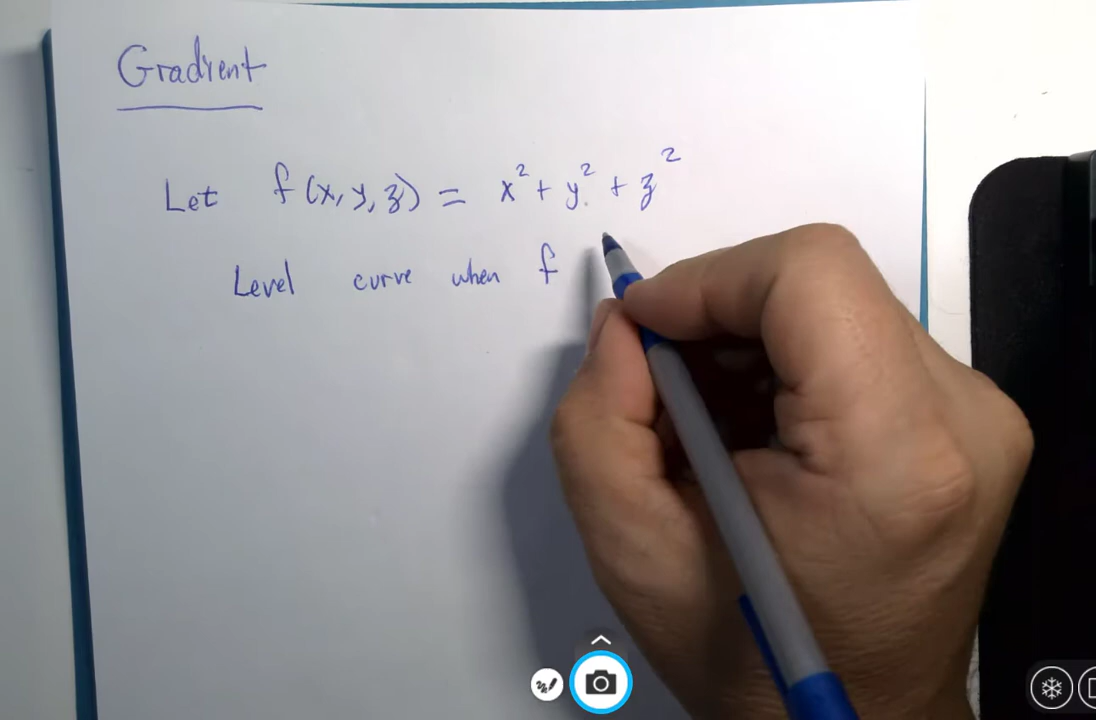 Gradient
Let f(x, y, z) = x² + y² + z²
Level curve when f